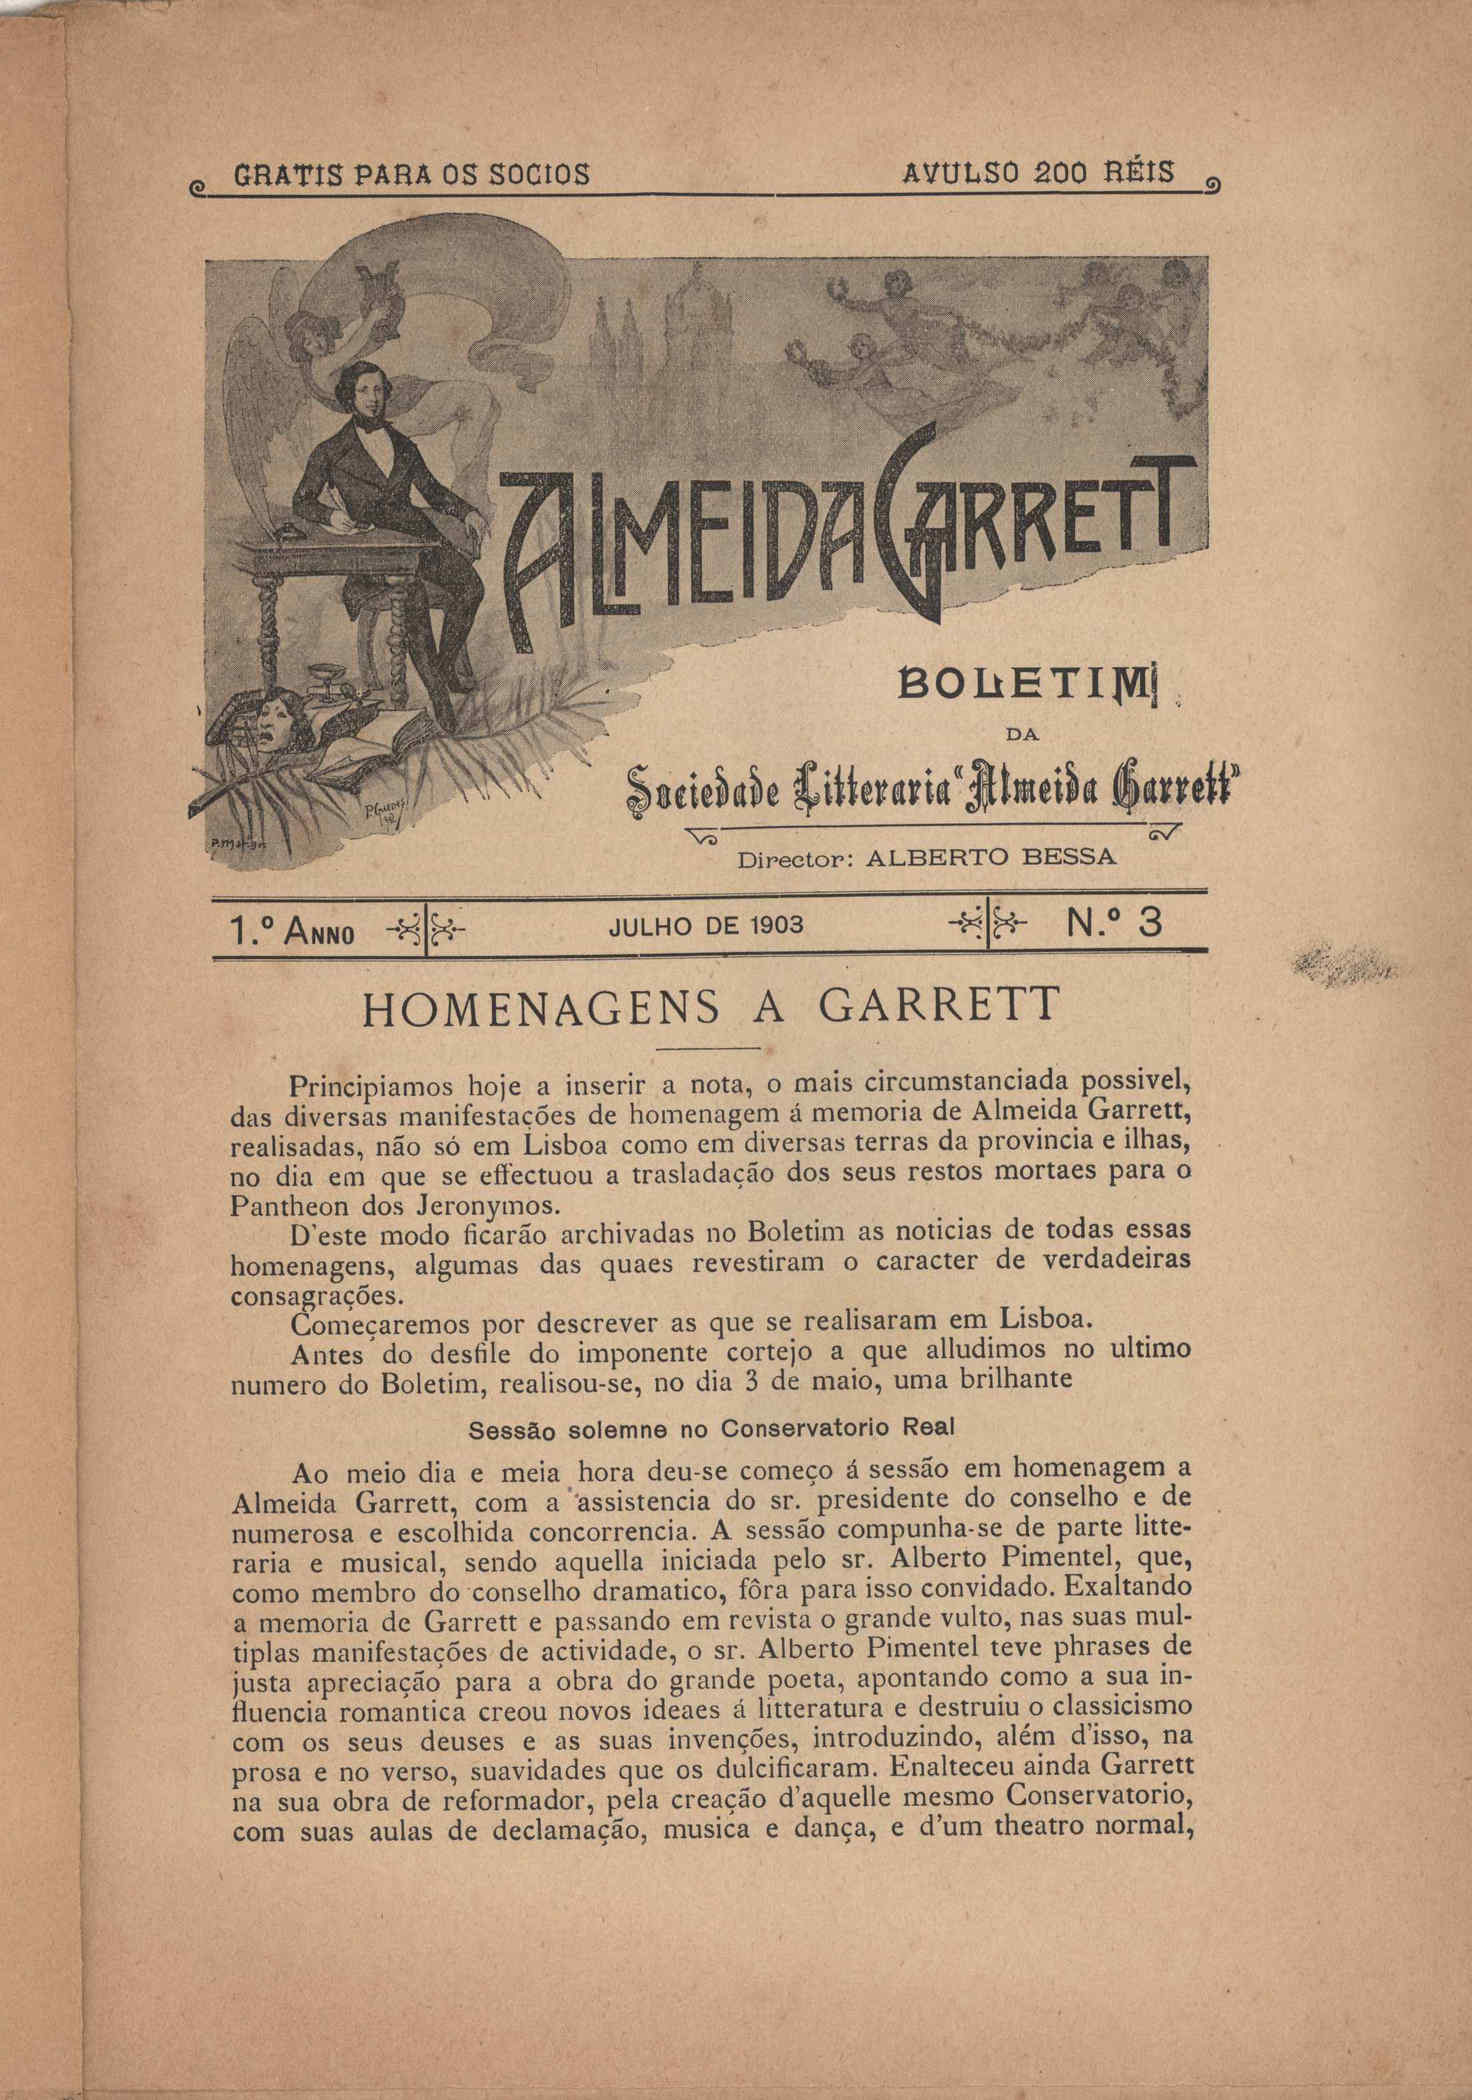 GRATIS PARA OS SOCIOS
AVULSO 200 RÉIS
ALMEIDA GARRETT
BOLETIM
DA
Sociedade Litteraria "Almeida Garrett"
Director: ALBERTO BESSA
1.º ANNO
JULHO DE 1903
N.º 3
HOMENAGENS A GARRETT
Principiamos hoje a inserir a nota, o mais circumstanciada possivel,
das diversas manifestações de homenagem á memoria de Almeida Garrett,
realisadas, não só em Lisboa como em diversas terras da provincia e ilhas,
no dia em que se effectuou a trasladação dos seus restos mortaes para o
Pantheon dos Jeronymos.
D'este modo ficarão archivadas no Boletim as noticias de todas essas
homenagens, algumas das quaes revestiram o caracter de verdadeiras
consagrações.
Começaremos por descrever as que se realisaram em Lisboa.
Antes do desfile do imponente cortejo a que alludimos no ultimo
numero do Boletim, realisou-se, no dia 3 de maio, uma brilhante
Sessão solemne no Conservatorio Real
Ao meio dia e meia hora deu-se começo á sessão em homenagem a
Almeida Garrett, com a assistencia do sr. presidente do conselho e de
numerosa e escolhida concorrencia. A sessão compunha-se de parte litte-
raria e musical, sendo aquella iniciada pelo sr. Alberto Pimentel, que,
como membro do conselho dramatico, fôra para isso convidado. Exaltando
a memoria de Garrett e passando em revista o grande vulto, nas suas mul-
tiplas manifestações de actividade, o sr. Alberto Pimentel teve phrases de
justa apreciação para a obra do grande poeta, apontando como a sua in-
fluencia romantica creou novos ideaes á litteratura e destruiu o classicismo
com os seus deuses e as suas invenções, introduzindo, além d'isso, na
prosa e no verso, suavidades que os dulcificaram. Enalteceu ainda Garrett
na sua obra de reformador, pela creação d'aquelle mesmo Conservatorio,
com suas aulas de declamação, musica e dança, e d'um theatro normal,